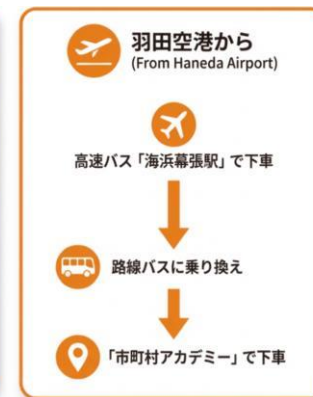 羽田空港から
(From Haneda Airport)
高速バス「海浜幕張駅」で下車
路線バスに乗り換え
「市町村アカデミー」で下車